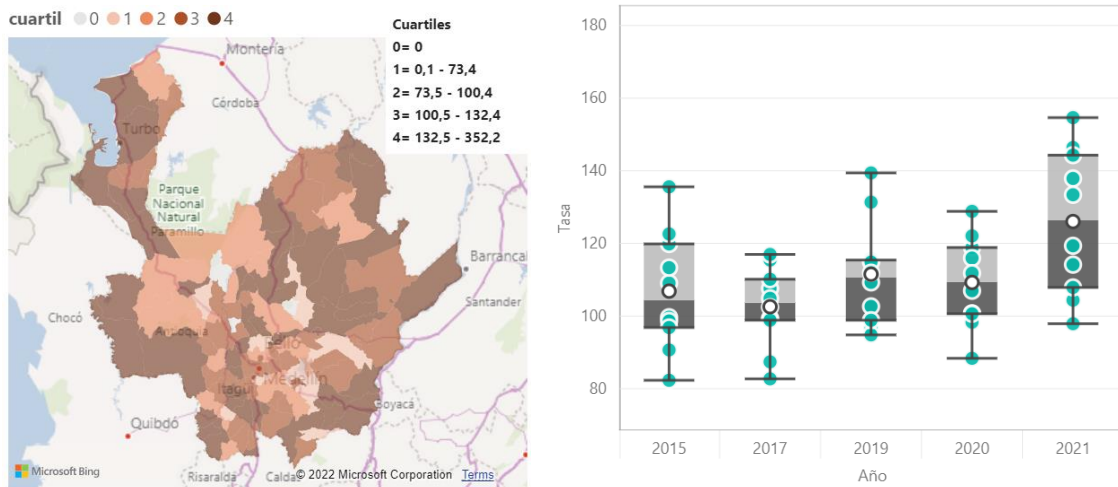 cuartil 0 1 2 3 4
Cuartiles
0= 0
1= 0,1 - 73,4
2= 73,5 - 100,4
3= 100,5 - 132,4
4= 132,5 - 352,2
Montería
Córdoba
Turbo
Parque
Nacional
Natural
Paramillo
Barrancab
Santander
Chocó
Antioquia
Bello
Medellín
Itagüí
Boyacá
Quibdó
Risaralda
Caldas
Microsoft Bing
© 2022 Microsoft Corporation Terms
180
160
140
120
100
80
Tasa
2015 2017 2019 2020 2021
Año